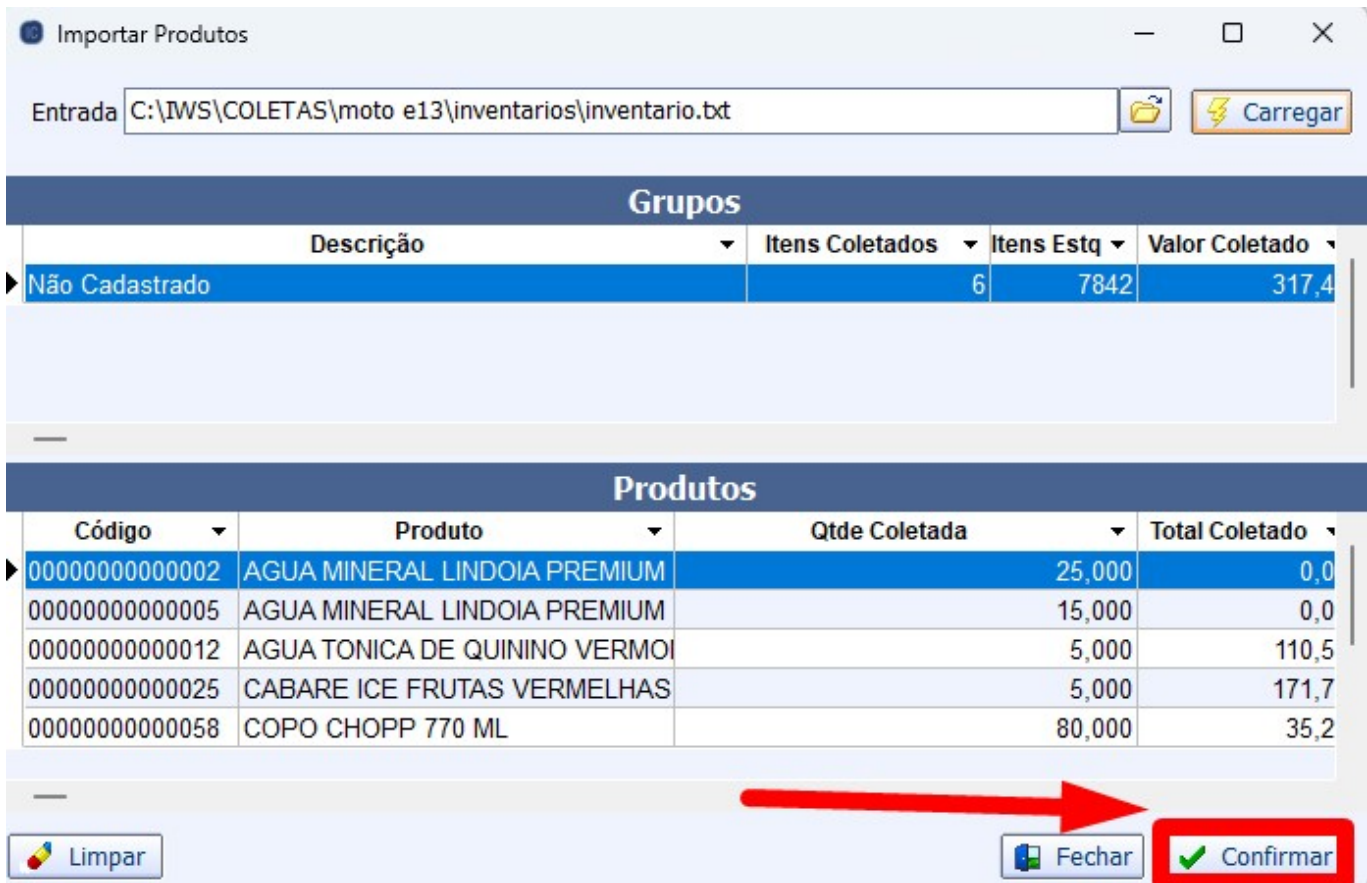 Importar Produtos
Entrada C:\IWS\COLETAS\moto e13\inventarios\inventario.txt Carregar
Grupos
Descrição Itens Coletados Itens Estq Valor Coletado
Não Cadastrado 6 7842 317,4
Produtos
Código Produto Qtde Coletada Total Coletado
00000000000002 AGUA MINERAL LINDOIA PREMIUM 25,000 0,0
00000000000005 AGUA MINERAL LINDOIA PREMIUM 15,000 0,0
00000000000012 AGUA TONICA DE QUININO VERMO 5,000 110,5
00000000000025 CABARE ICE FRUTAS VERMELHAS 5,000 171,7
00000000000058 COPO CHOPP 770 ML 80,000 35,2
Limpar Fechar Confirmar